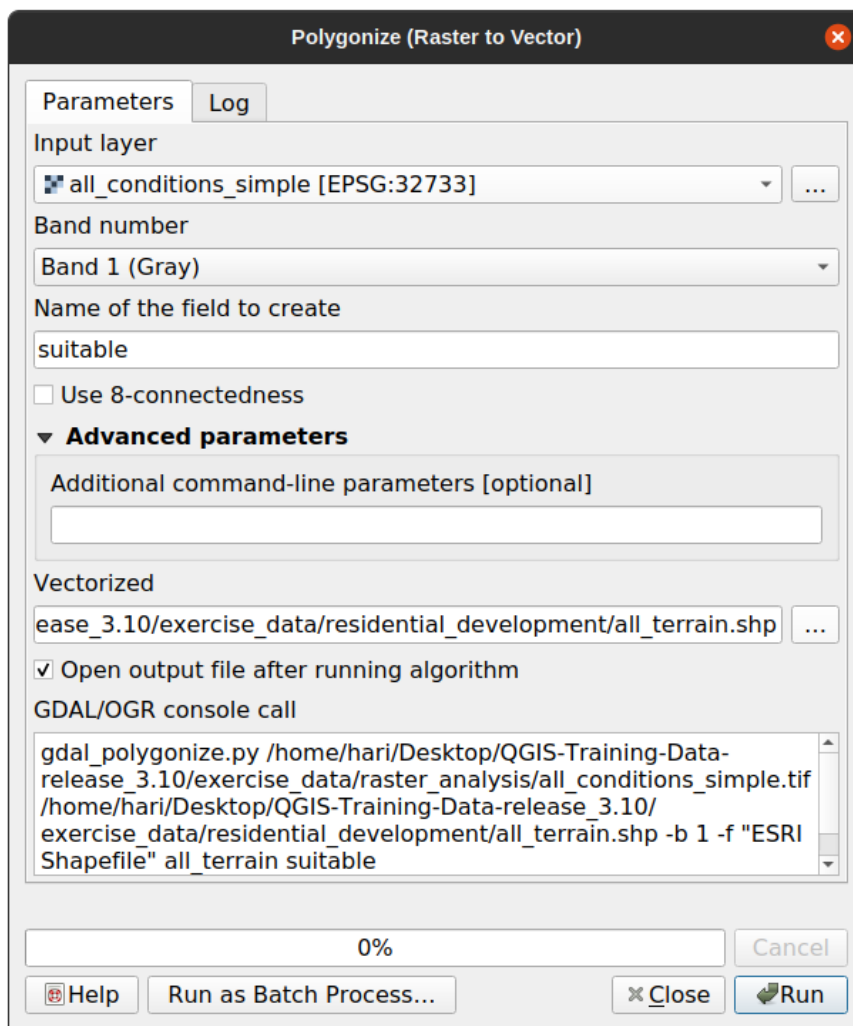 Polygonize (Raster to Vector)
Parameters Log
Input layer
all_conditions_simple [EPSG:32733] ...
Band number
Band 1 (Gray)
Name of the field to create
suitable
Use 8-connectedness
Advanced parameters
Additional command-line parameters [optional]
Vectorized
ease_3.10/exercise_data/residential_development/all_terrain.shp ...
Open output file after running algorithm
GDAL/OGR console call
gdal_polygonize.py /home/hari/Desktop/QGIS-Training-Data-
release_3.10/exercise_data/raster_analysis/all_conditions_simple.tif
/home/hari/Desktop/QGIS-Training-Data-release_3.10/
exercise_data/residential_development/all_terrain.shp -b 1 -f "ESRI
Shapefile" all_terrain suitable
0% Cancel
Help Run as Batch Process... Close Run